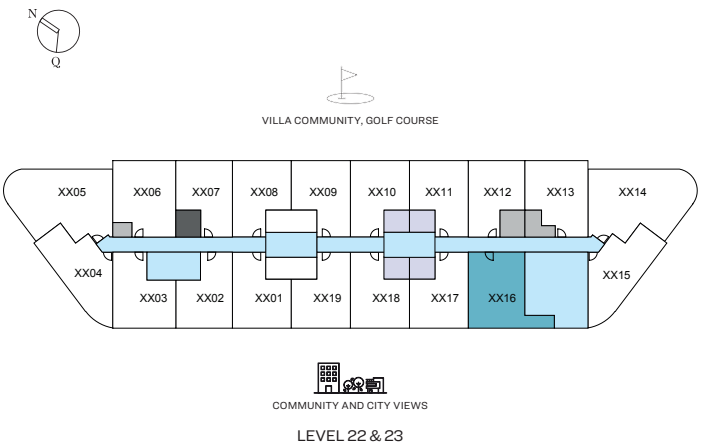 N
Q
VILLA COMMUNITY, GOLF COURSE
XX05 XX06 XX07 XX08 XX09 XX10 XX11 XX12 XX13 XX14
XX04 XX03 XX02 XX01 XX19 XX18 XX17 XX16 XX15
COMMUNITY AND CITY VIEWS
LEVEL 22 & 23